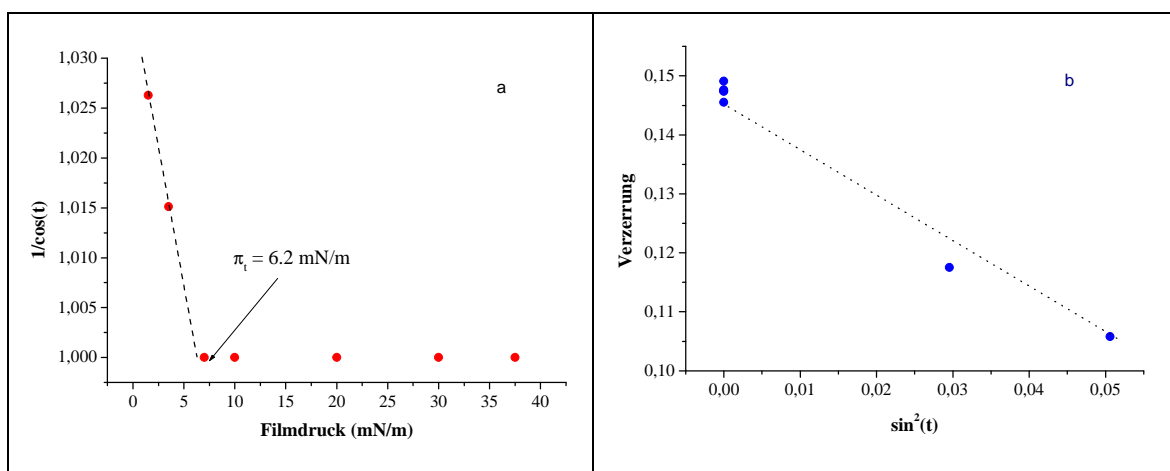 a
1,030
1,025
1,020
1,015
1,010
1,005
1,000
1/cos(t)
π_t = 6.2 mN/m
0 5 10 15 20 25 30 35 40
Filmdruck (mN/m)
b
0,15
0,14
0,13
0,12
0,11
0,10
Verzerrung
0,00 0,01 0,02 0,03 0,04 0,05
sin²(t)